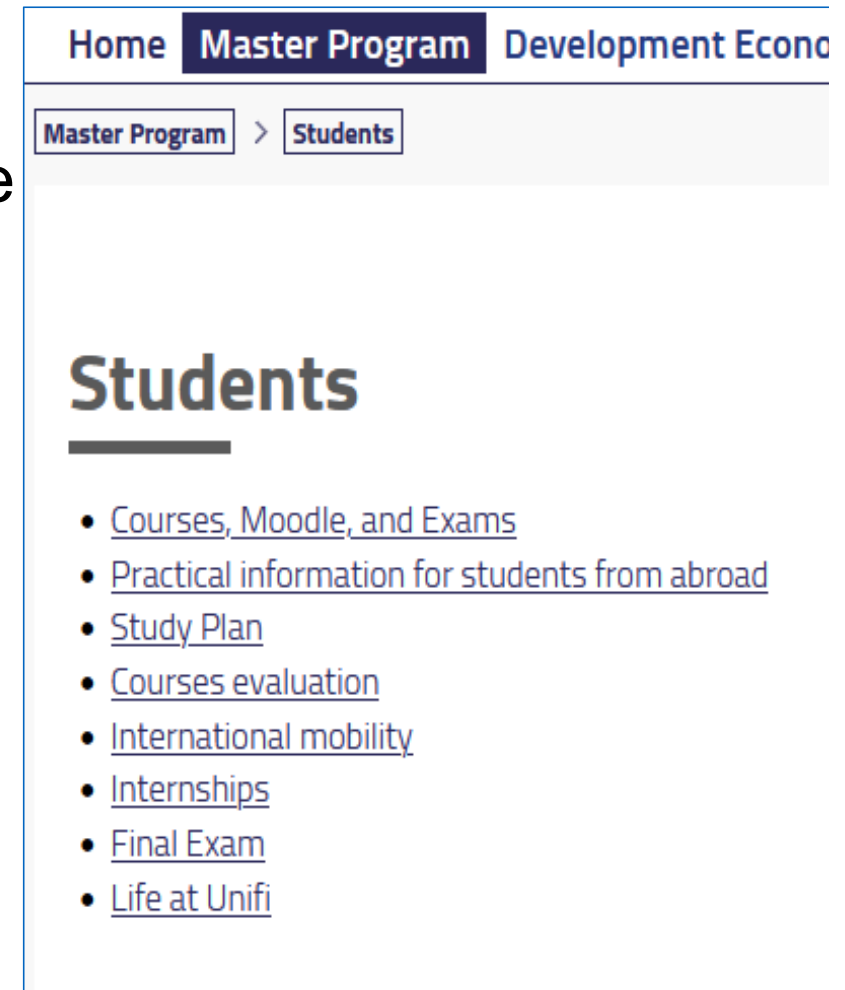 Home Master Program Development Econo
Master Program > Students
e
Students
• Courses, Moodle, and Exams
• Practical information for students from abroad
• Study Plan
• Courses evaluation
• International mobility
• Internships
• Final Exam
• Life at Unifi